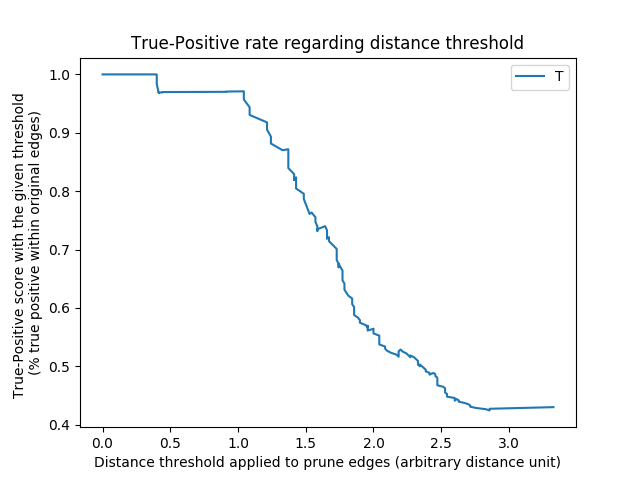 True-Positive rate regarding distance threshold
T
True-Positive score with the given threshold
(% true positive within original edges)
1.0
0.9
0.8
0.7
0.6
0.5
0.4
0.0 0.5 1.0 1.5 2.0 2.5 3.0
Distance threshold applied to prune edges (arbitrary distance unit)